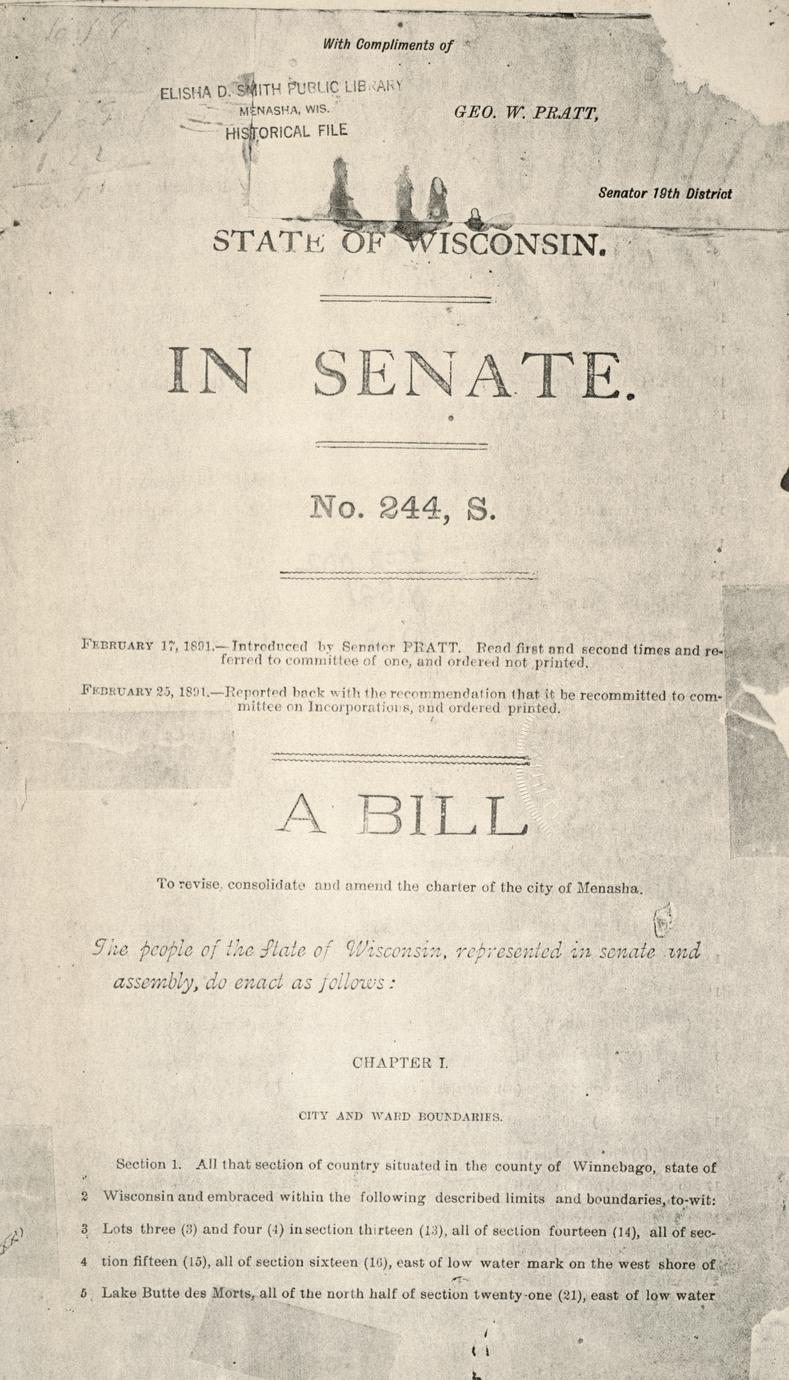 With Compliments of
ELISHA D. SMITH PUBLIC LIBRARY
MENASHA, WIS.
HISTORICAL FILE
GEO. W. PRATT,
Senator 19th District
STATE OF WISCONSIN.
IN SENATE.
No. 244, S.
FEBRUARY 17, 1891.—Introduced by Senator PRATT. Read first and second times and re-
ferred to committee of one, and ordered not printed.
FEBRUARY 25, 1891.—Reported back with the recommendation that it be recommitted to com-
mittee on Incorporations, and ordered printed.
A BILL
To revise, consolidate and amend the charter of the city of Menasha.
The people of the State of Wisconsin, represented in senate and
assembly, do enact as follows:
CHAPTER I.
CITY AND WARD BOUNDARIES.
Section 1. All that section of country situated in the county of Winnebago, state of
2 Wisconsin and embraced within the following described limits and boundaries, to-wit:
3 Lots three (3) and four (4) in section thirteen (13), all of section fourteen (14), all of sec-
4 tion fifteen (15), all of section sixteen (16), east of low water mark on the west shore of
5 Lake Butte des Morts, all of the north half of section twenty-one (21), east of low water